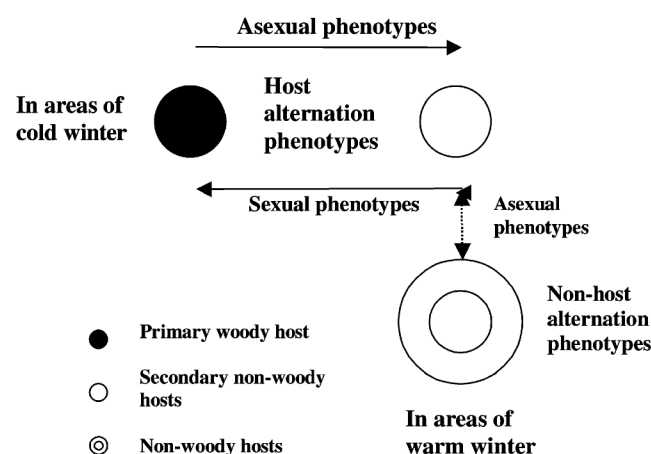 Asexual phenotypes
In areas of
cold winter
Host
alternation
phenotypes
Sexual phenotypes
Asexual
phenotypes
Non-host
alternation
phenotypes
Primary woody host
Secondary non-woody
hosts
Non-woody hosts
In areas of
warm winter